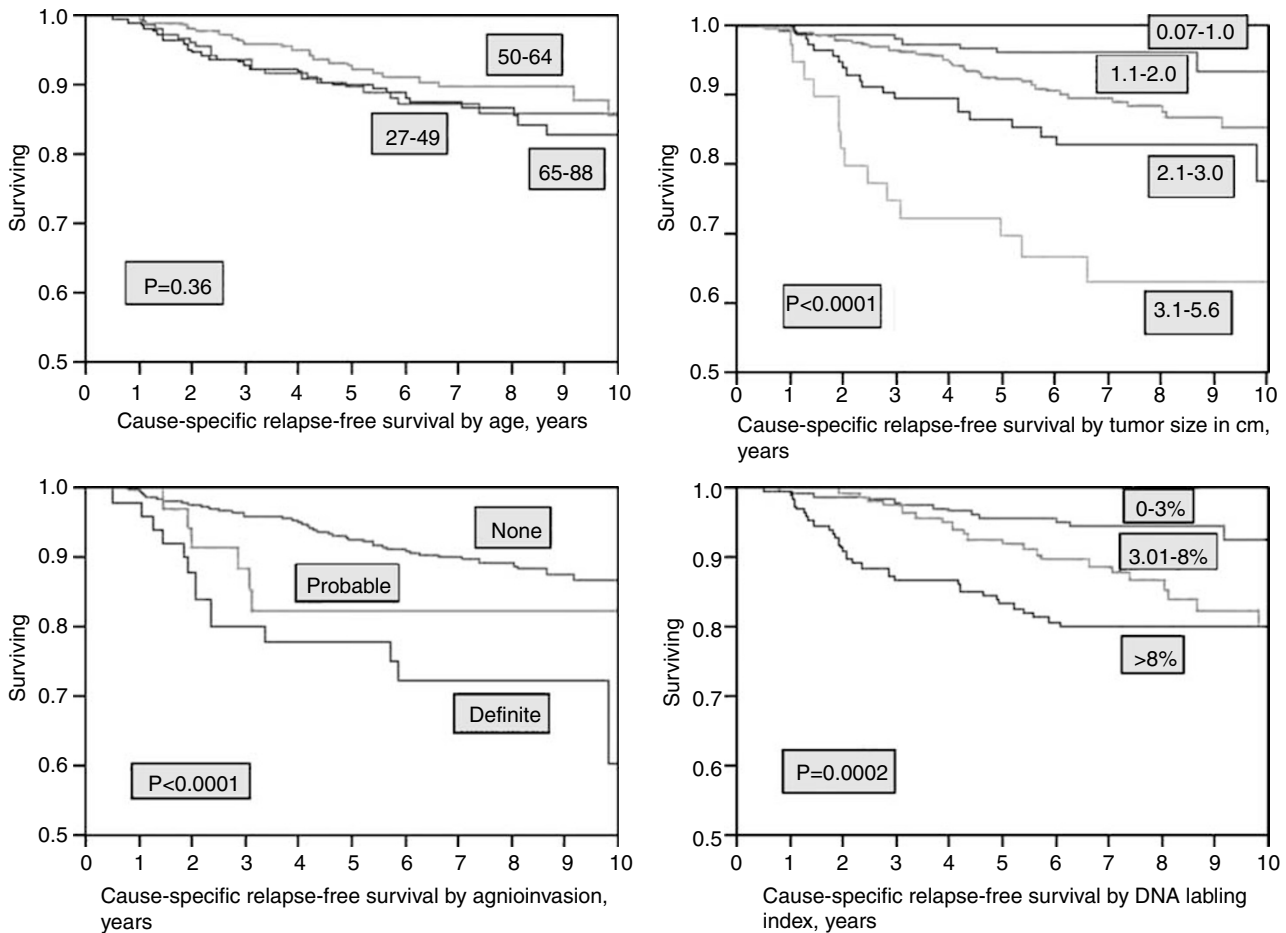 1.0
0.9
0.8
0.7
0.6
0.5
Surviving
50-64
27-49
65-88
P=0.36
0 1 2 3 4 5 6 7 8 9 10
Cause-specific relapse-free survival by age, years
1.0
0.9
0.8
0.7
0.6
0.5
Surviving
0.07-1.0
1.1-2.0
2.1-3.0
3.1-5.6
P<0.0001
0 1 2 3 4 5 6 7 8 9 10
Cause-specific relapse-free survival by tumor size in cm,
years
1.0
0.9
0.8
0.7
0.6
0.5
Surviving
None
Probable
Definite
P<0.0001
0 1 2 3 4 5 6 7 8 9 10
Cause-specific relapse-free survival by agnioinvasion,
years
1.0
0.9
0.8
0.7
0.6
0.5
Surviving
0-3%
3.01-8%
>8%
P=0.0002
0 1 2 3 4 5 6 7 8 9 10
Cause-specific relapse-free survival by DNA labling
index, years